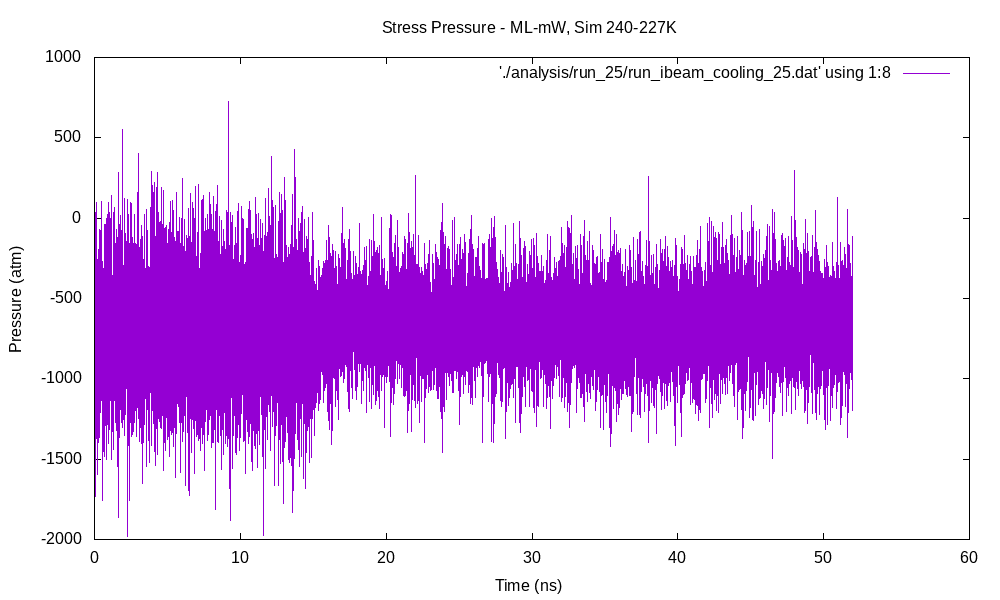 Stress Pressure - ML-mW, Sim 240-227K
'./analysis/run_25/run_ibeam_cooling_25.dat' using 1:8
1000
500
0
-500
-1000
-1500
-2000
Pressure (atm)
0 10 20 30 40 50 60
Time (ns)